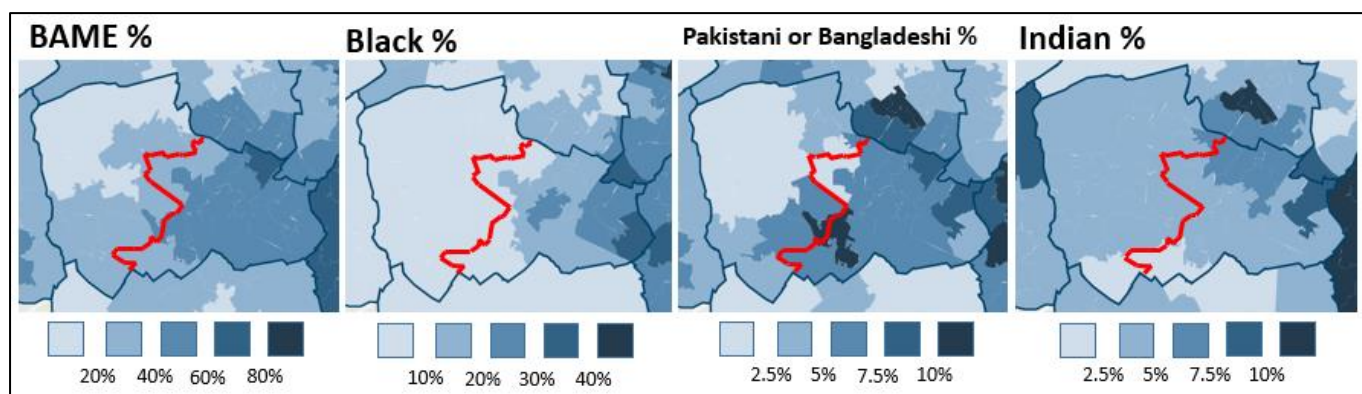 BAME %
Black %
Pakistani or Bangladeshi %
Indian %
20% 40% 60% 80%
10% 20% 30% 40%
2.5% 5% 7.5% 10%
2.5% 5% 7.5% 10%